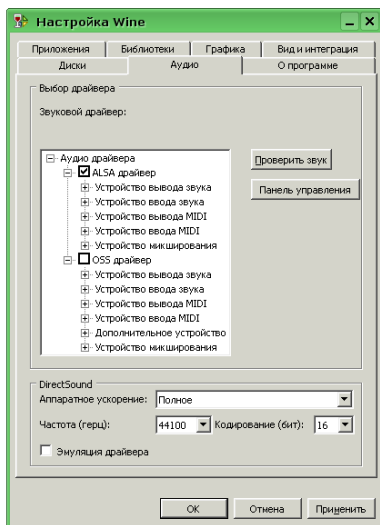 Настройка Wine
Приложения Библиотеки Графика Вид и интеграция
Диски Аудио О программе
Выбор драйвера
Звуковой драйвер:
Аудио драйвера
ALSA драйвер
Устройство вывода звука
Устройство ввода звука
Устройство вывода MIDI
Устройство ввода MIDI
Устройство микширования
OSS драйвер
Устройство вывода звука
Устройство ввода звука
Устройство вывода MIDI
Устройство ввода MIDI
Дополнительное устройство
Устройство микширования
Проверить звук
Панель управления
DirectSound
Аппаратное ускорение: Полное
Частота (герц): 44100 Кодирование (бит): 16
Эмуляция драйвера
OK Отмена Применить